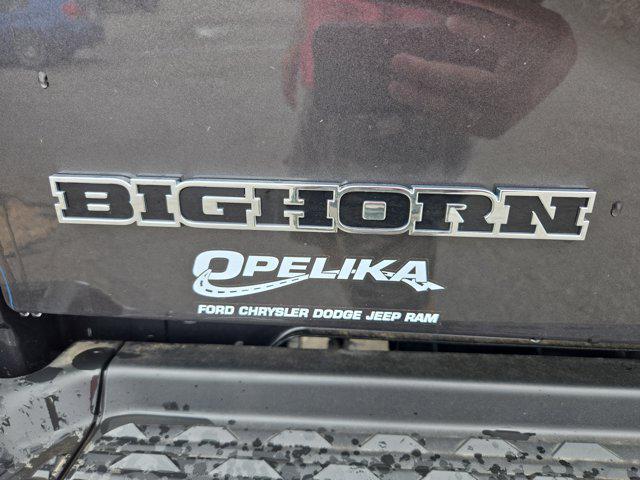 BIGHORN
OPELIKA
FORD CHRYSLER DODGE JEEP RAM